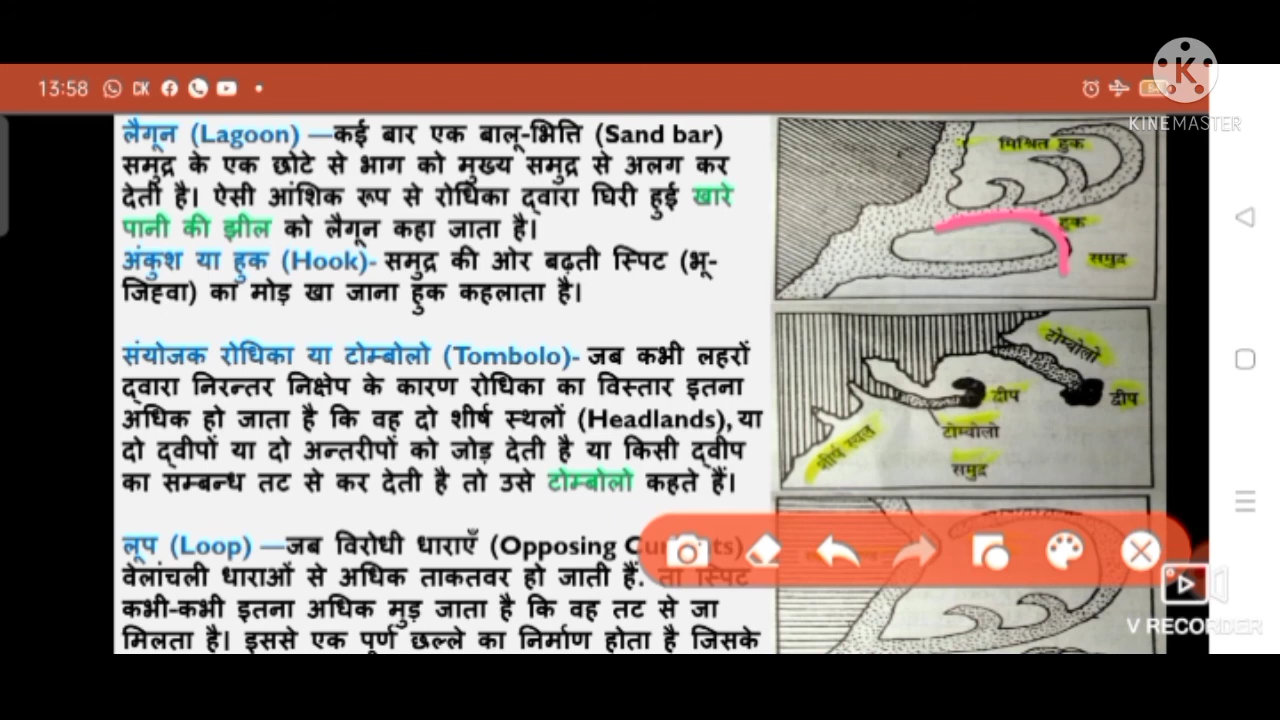 13:58
KINEMASTER
लैगून (Lagoon) —कई बार एक बालू-भित्ति (Sand bar)
समुद्र के एक छोटे से भाग को मुख्य समुद्र से अलग कर
देती है। ऐसी आंशिक रूप से रोधिका द्वारा घिरी हुई खारे
पानी की झील को लैगून कहा जाता है।
अंकुश या हुक (Hook)- समुद्र की ओर बढ़ती स्पिट (भू-
जिह्वा) का मोड़ खा जाना हुक कहलाता है।
संयोजक रोधिका या टोम्बोलो (Tombolo)- जब कभी लहरों
द्वारा निरन्तर निक्षेप के कारण रोधिका का विस्तार इतना
अधिक हो जाता है कि वह दो शीर्ष स्थलों (Headlands), या
दो द्वीपों या दो अन्तरीपों को जोड़ देती है या किसी द्वीप
का सम्बन्ध तट से कर देती है तो उसे टोम्बोलो कहते हैं।
लूप (Loop) —जब विरोधी धाराएँ (Opposing
वेलांचली धाराओं से अधिक ताकतवर हो जाती हैं. तो स्पिट
कभी-कभी इतना अधिक मुड़ जाता है कि वह तट से जा
मिलता है। इससे एक पूर्ण छल्ले का निर्माण होता है जिसके
मिश्रित हुक
हुक
समुद्र
टोम्बोलो
द्वीप
द्वीप
टोम्बोलो
शीर्ष स्थल
समुद्र
V RECORDER